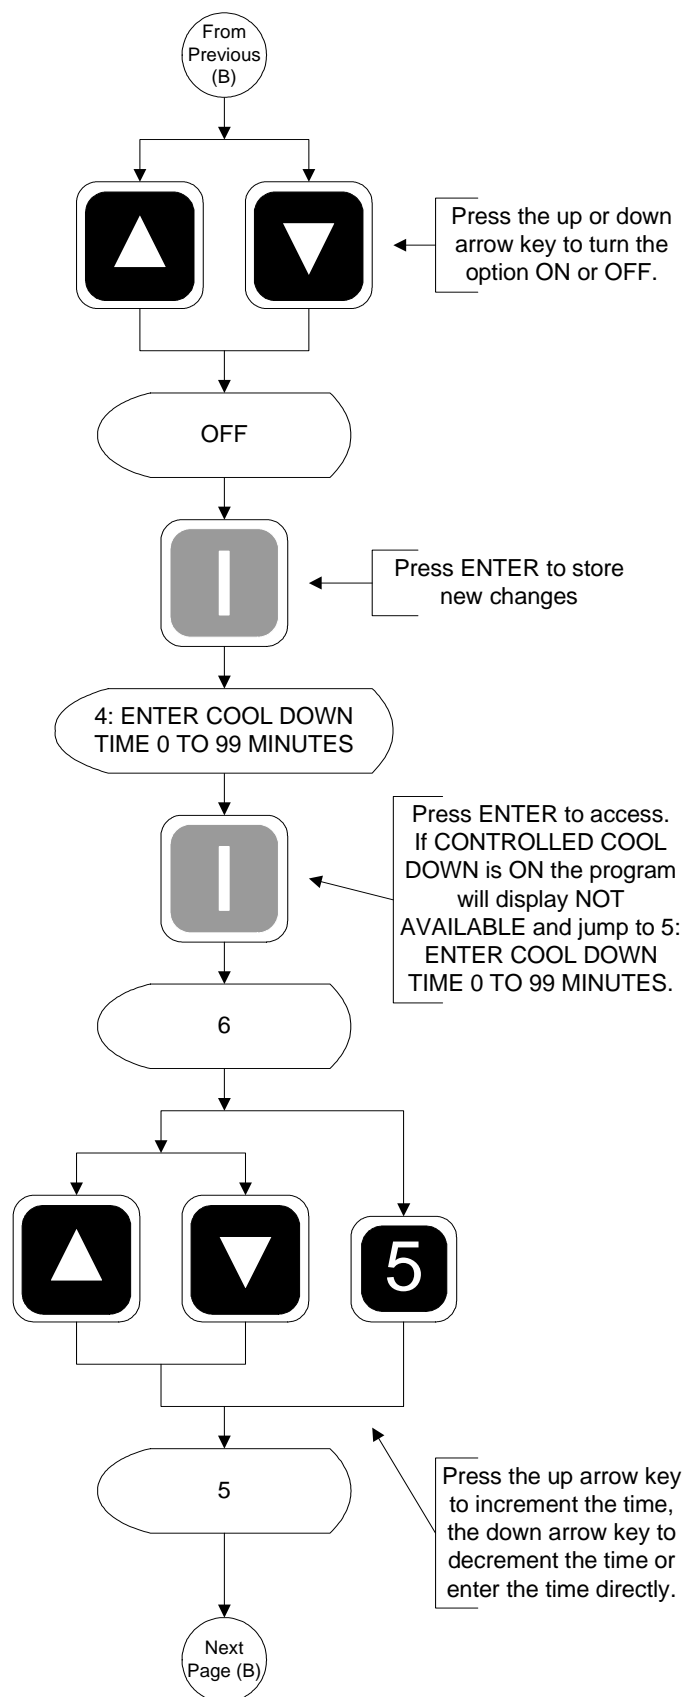 From
Previous
(B)
Press the up or down
arrow key to turn the
option ON or OFF.
OFF
Press ENTER to store
new changes
4: ENTER COOL DOWN
TIME 0 TO 99 MINUTES
Press ENTER to access.
If CONTROLLED COOL
DOWN is ON the program
will display NOT
AVAILABLE and jump to 5:
ENTER COOL DOWN
TIME 0 TO 99 MINUTES.
6
5
5
Press the up arrow key
to increment the time,
the down arrow key to
decrement the time or
enter the time directly.
Next
Page (B)